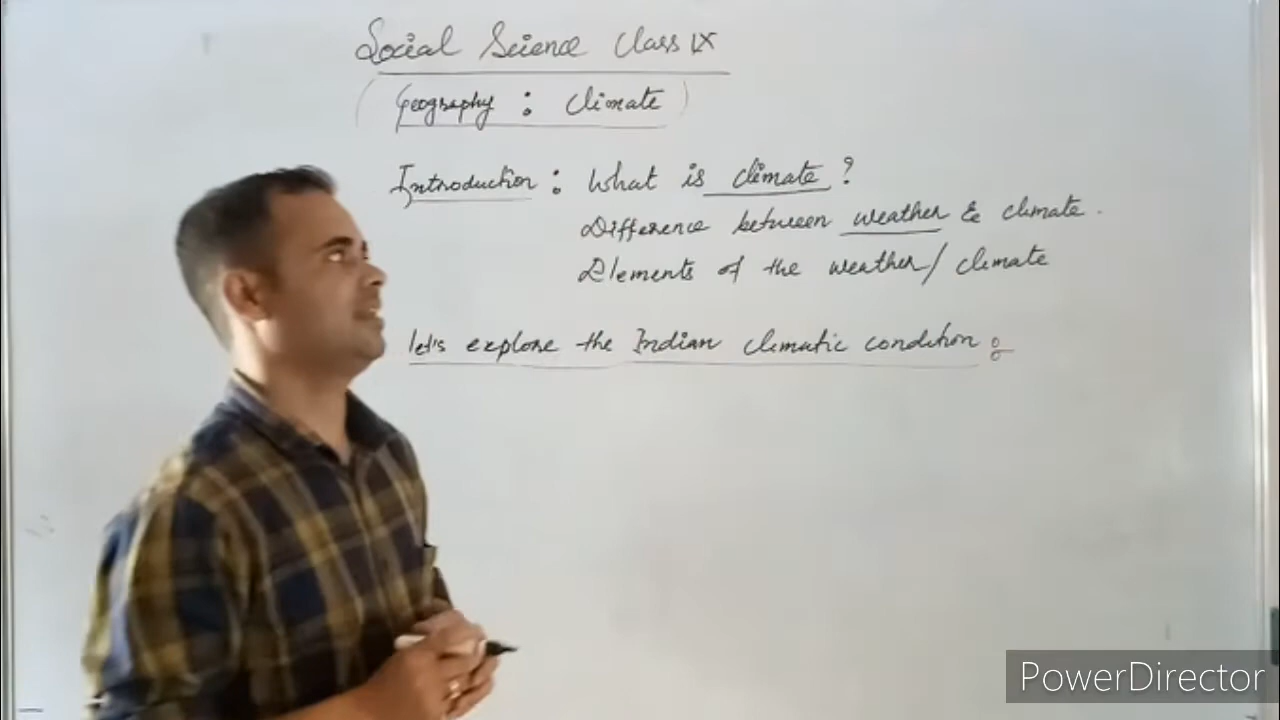 Social Science Class IX
(Geography : Climate)
Introduction : What is climate ?
Difference between weather & climate.
Elements of the weather/climate
let's explore the Indian climatic condition :
PowerDirector